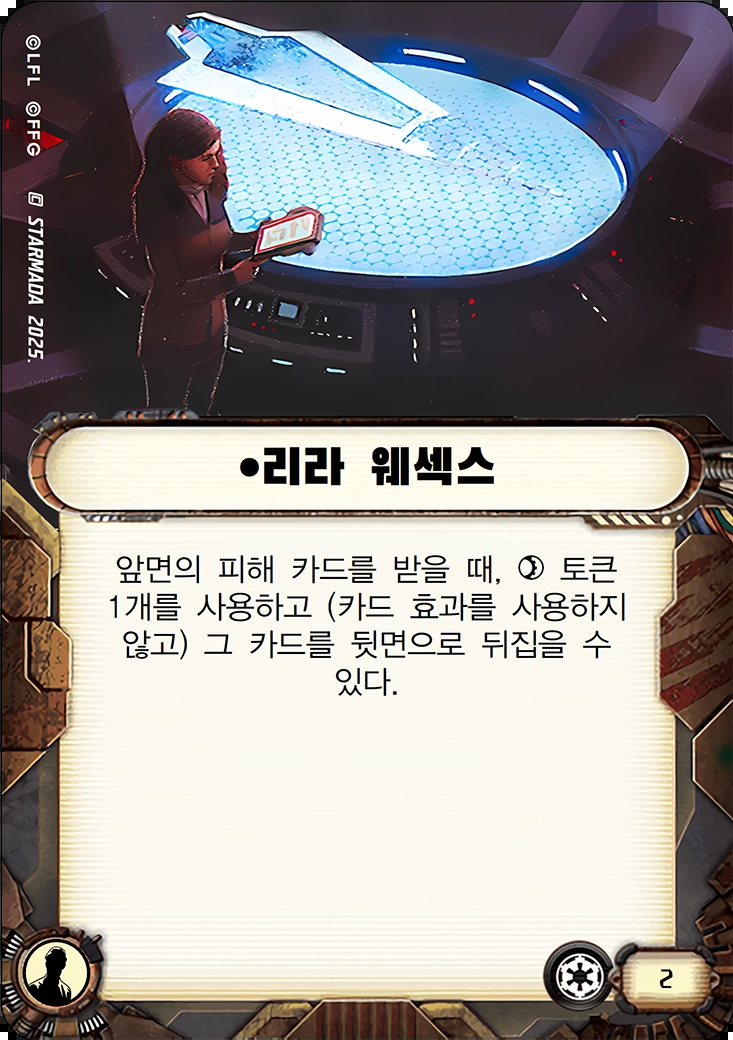 ©LFL ©FFG �1 STARMADA 2025.
•리라 웨섹스
앞면의 피해 카드를 받을 때, 토큰
1개를 사용하고 (카드 효과를 사용하지
않고) 그 카드를 뒷면으로 뒤집을 수
있다.
2